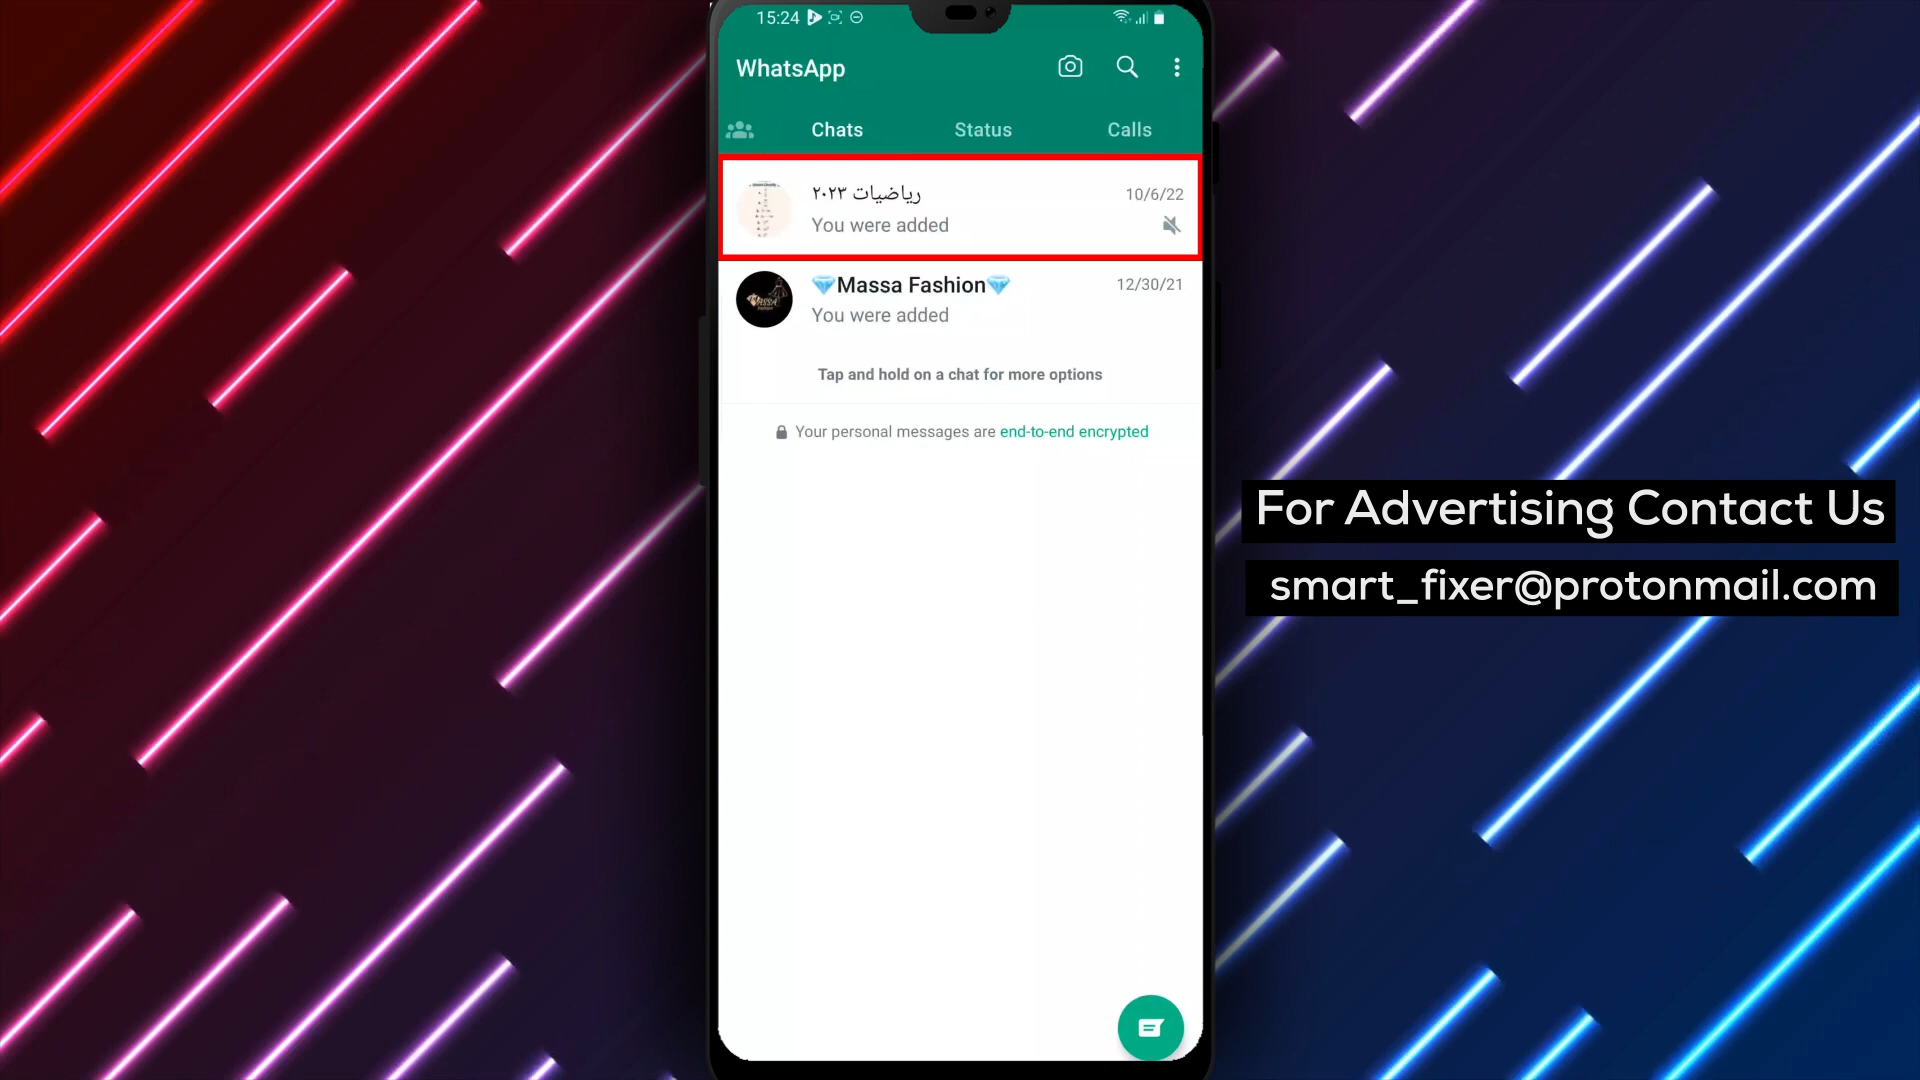 15:24
WhatsApp
Chats
Status
Calls
رياضيات ٢٠٢٣
10/6/22
You were added
💎Massa Fashion💎
12/30/21
You were added
Tap and hold on a chat for more options
Your personal messages are end-to-end encrypted
For Advertising Contact Us
smart_fixer@protonmail.com